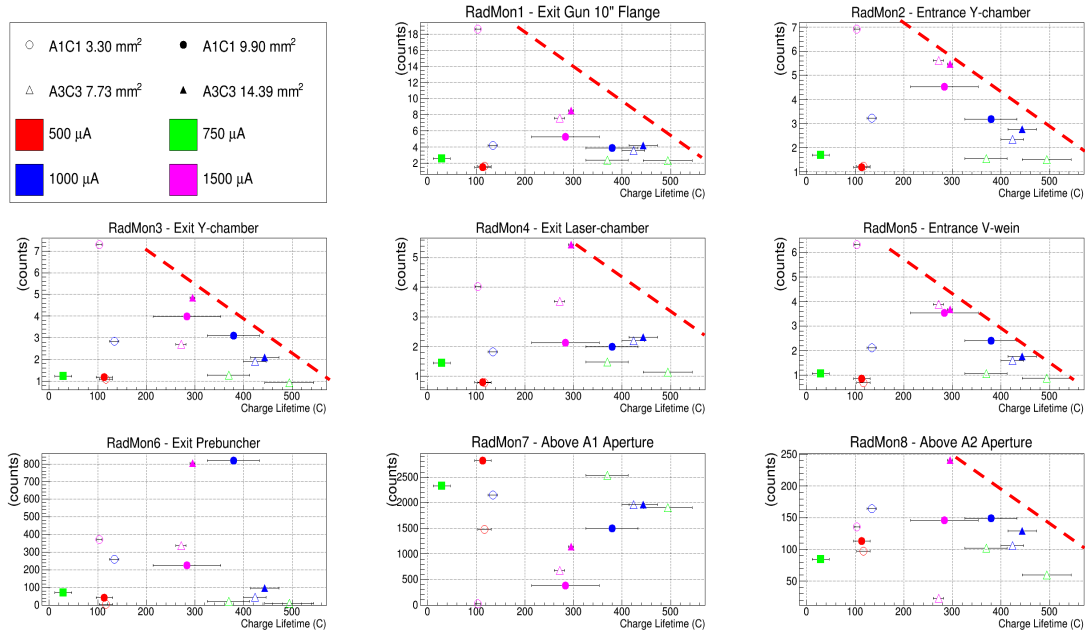 A1C1 3.30 mm² A1C1 9.90 mm²
A3C3 7.73 mm² A3C3 14.39 mm²
500 μA 750 μA
1000 μA 1500 μA
RadMon1 - Exit Gun 10" Flange
(counts)
18
16
14
12
10
8
6
4
2
0 100 200 300 400 500
Charge Lifetime (C)
RadMon2 - Entrance Y-chamber
(counts)
7
6
5
4
3
2
1
0 100 200 300 400 500
Charge Lifetime (C)
RadMon3 - Exit Y-chamber
(counts)
7
6
5
4
3
2
1
0 100 200 300 400 500
Charge Lifetime (C)
RadMon4 - Exit Laser-chamber
(counts)
5
4
3
2
1
0 100 200 300 400 500
Charge Lifetime (C)
RadMon5 - Entrance V-wein
(counts)
6
5
4
3
2
1
0 100 200 300 400 500
Charge Lifetime (C)
RadMon6 - Exit Prebuncher
(counts)
800
700
600
500
400
300
200
100
0
0 100 200 300 400 500
Charge Lifetime (C)
RadMon7 - Above A1 Aperture
(counts)
2500
2000
1500
1000
500
0
0 100 200 300 400 500
Charge Lifetime (C)
RadMon8 - Above A2 Aperture
(counts)
250
200
150
100
50
0 100 200 300 400 500
Charge Lifetime (C)